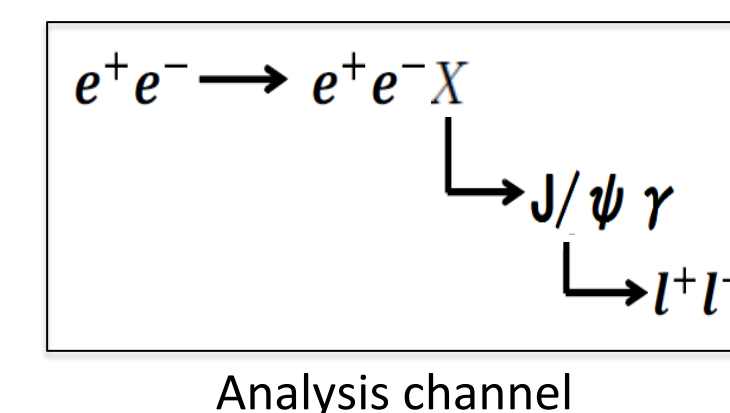 e⁺e⁻ ⟶ e⁺e⁻X
J/ψ γ
l⁺l⁻
Analysis channel